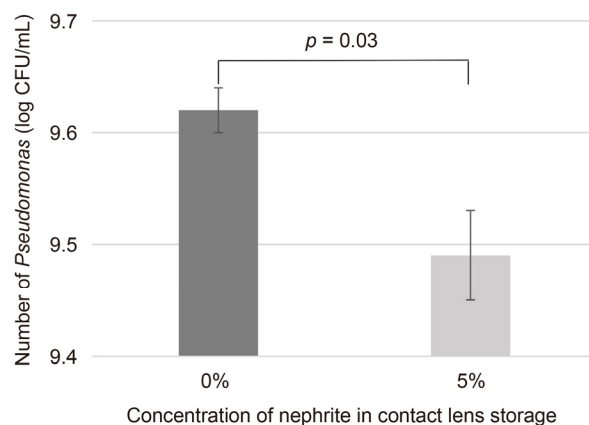 Number of Pseudomonas (log CFU/mL)
9.7
9.6
9.5
9.4
p = 0.03
0%
5%
Concentration of nephrite in contact lens storage